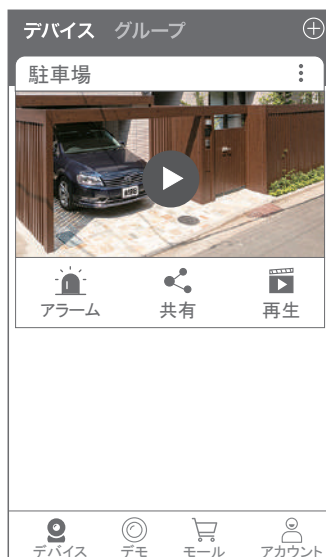 デバイス グループ
駐車場
アラーム 共有 再生
デバイス デモ モール アカウント